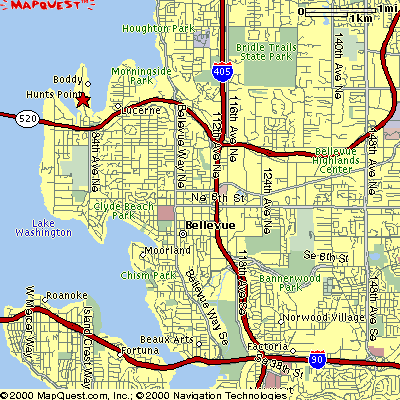 MAPQUEST™
0 1mi
1km
Houghton Park
Bridle Trails
State Park
140th Ave Ne
405
Morningside
Park
Boddy
Hunts Point
Lucerne
520
116th Ave Ne
112th Ave Ne
Bellevue Way Ne
84th Ave Ne
148th Ave Ne
Bellevue
Highlands
Center
124th Ave Ne
Ne 8th St
Clyde Beach
Park
Lake
Washington
Bellevue
Moorland
Se 8th St
Chism Park
118th Ave Se
Bannerwood
Park
Bellevue Way Se
148th Ave Se
Roanoke
W Mercer Way
Island Crest Way
Norwood Village
Beaux Arts
Fortuna
Factoria
90
Se 38th St
©2000 MapQuest.com, Inc.; ©2000 Navigation Technologies